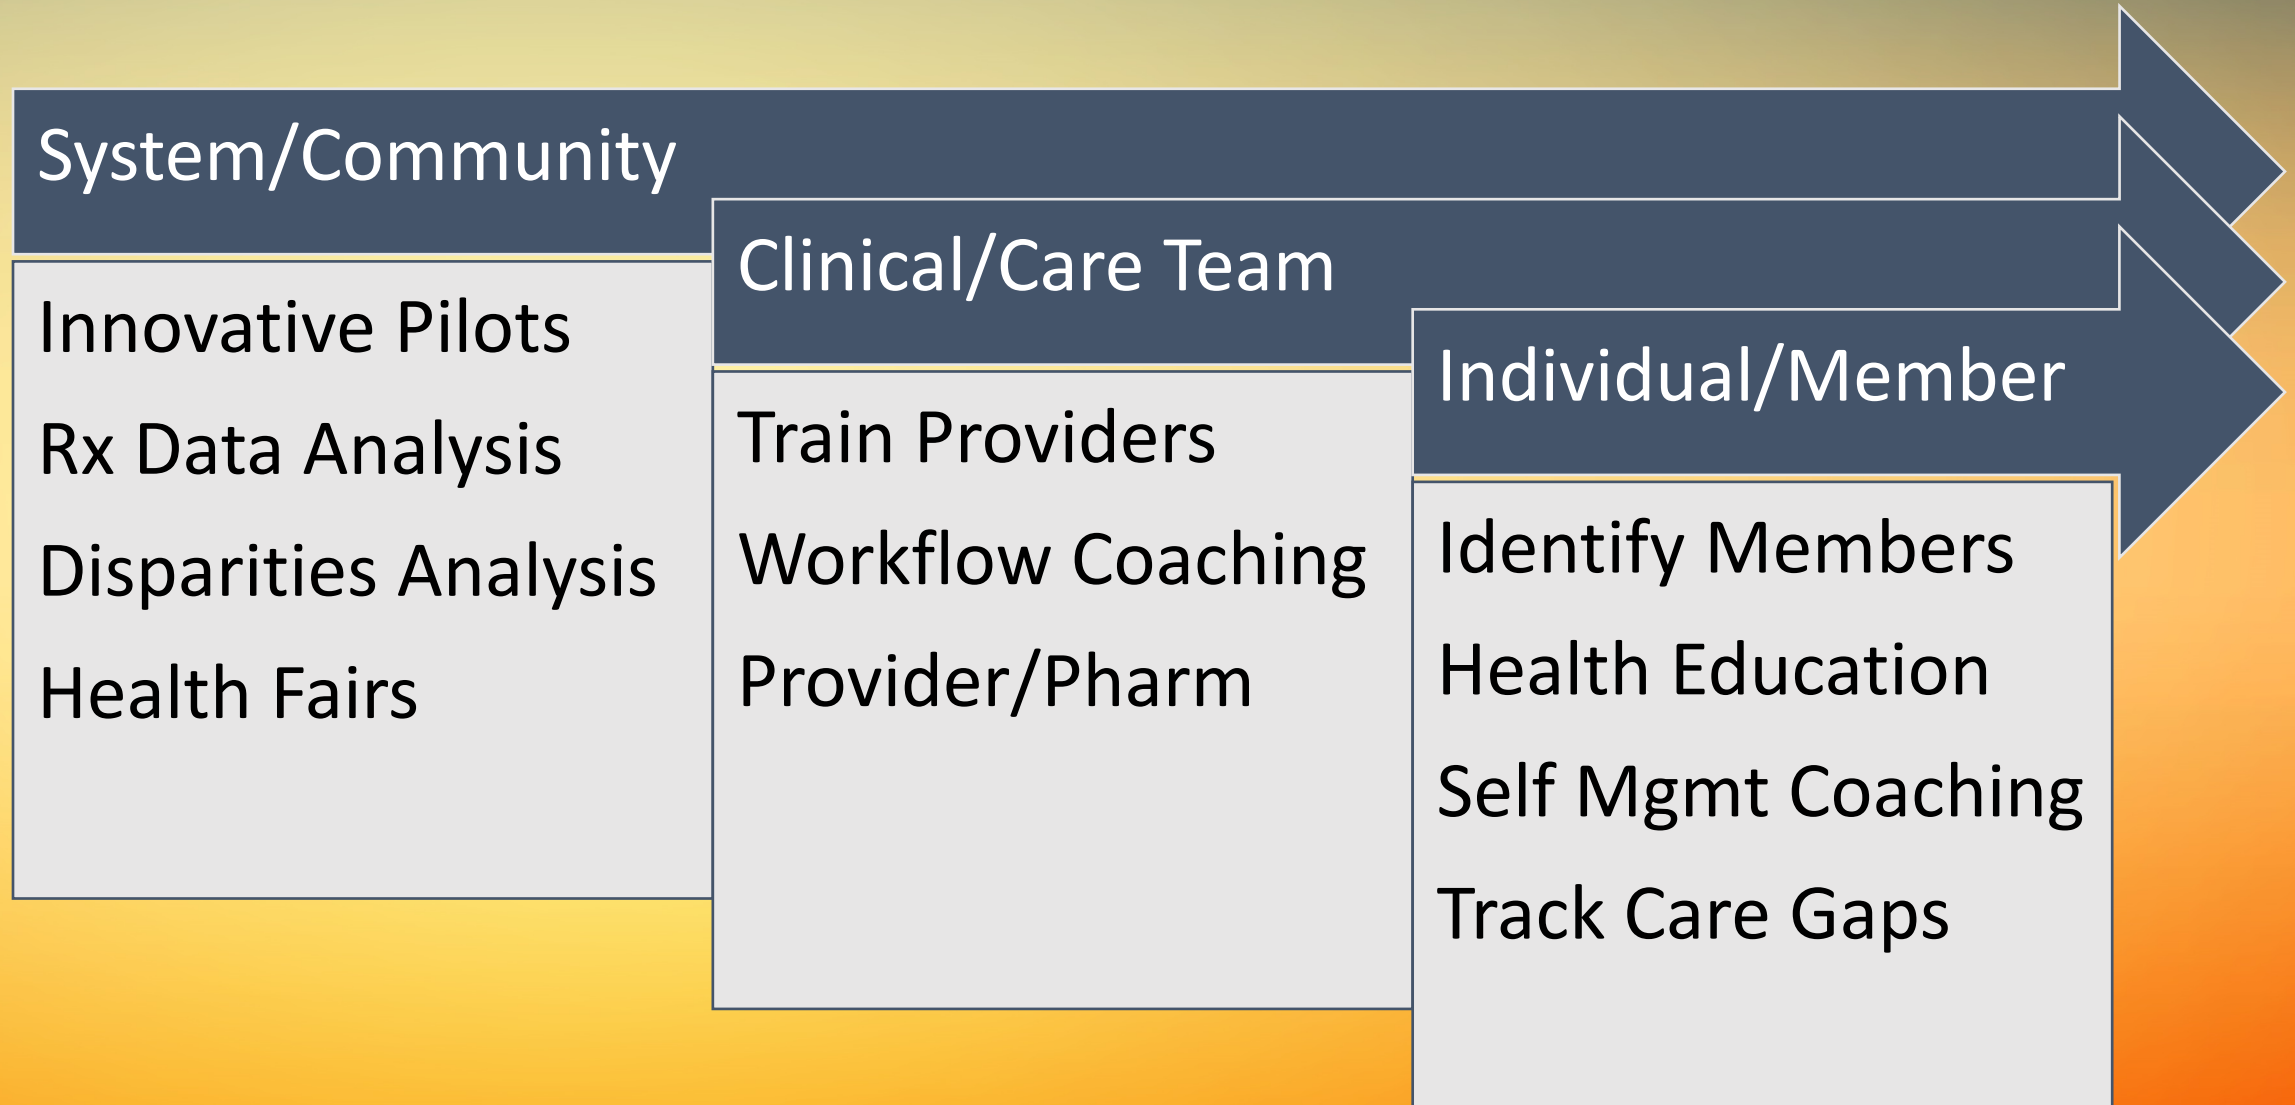 System/Community
Innovative Pilots
Rx Data Analysis
Disparities Analysis
Health Fairs
Clinical/Care Team
Train Providers
Workflow Coaching
Provider/Pharm
Individual/Member
Identify Members
Health Education
Self Mgmt Coaching
Track Care Gaps